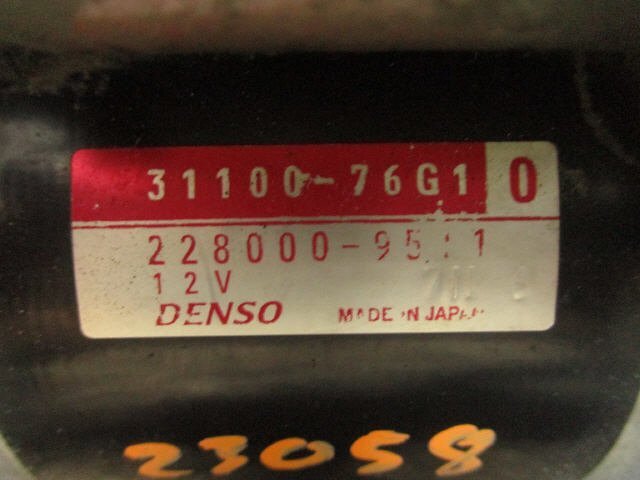 31100-76G1 0
12V
DENSO MADE IN JAPAN
23058